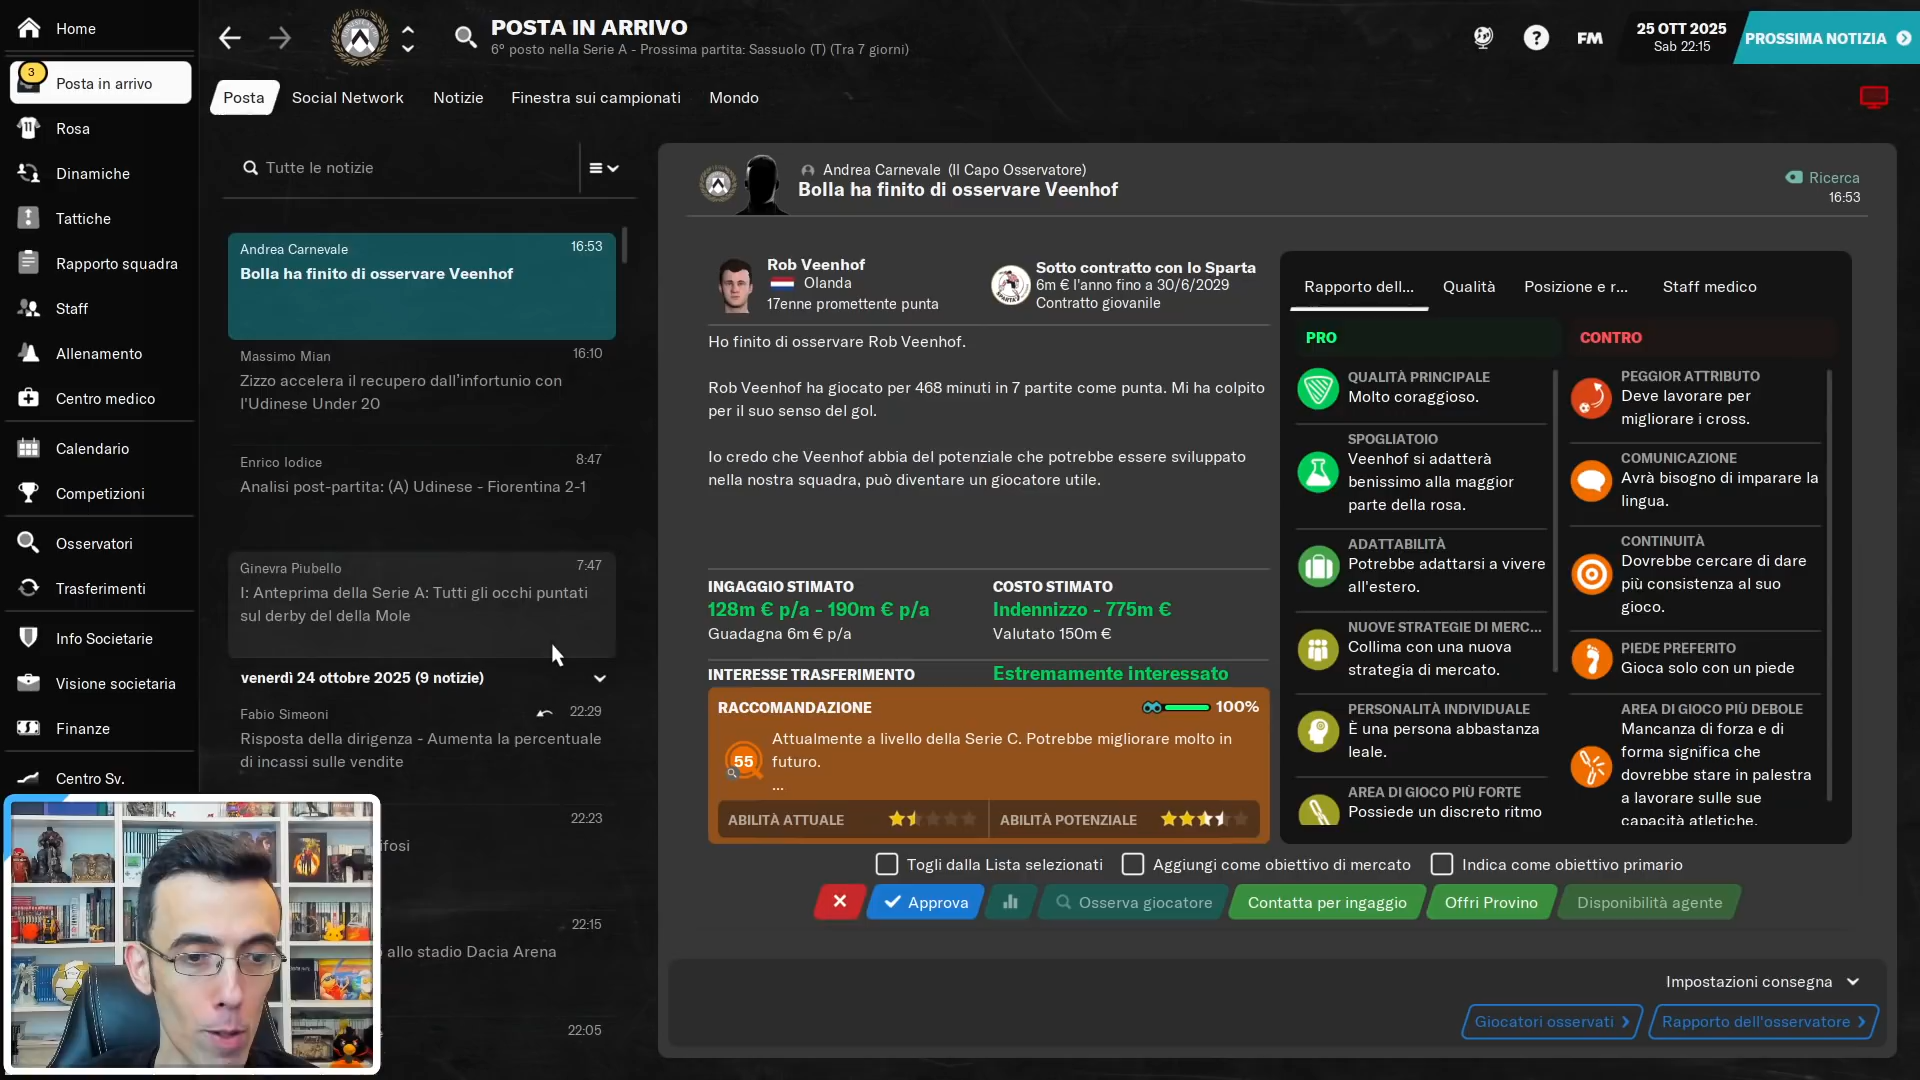 Home
3
Posta in arrivo
Rosa
Dinamiche
Tattiche
Rapporto squadra
Staff
Allenamento
Centro medico
Calendario
Competizioni
Osservatori
Trasferimenti
Info Societarie
Visione societaria
Finanze
Centro Sv.
1896
POSTA IN ARRIVO
6° posto nella Serie A - Prossima partita: Sassuolo (T) (Tra 7 giorni)
FM
25 OTT 2025
Sab 22:15
PROSSIMA NOTIZIA
Posta
Social Network
Notizie
Finestra sui campionati
Mondo
Tutte le notizie
Andrea Carnevale
16:53
Bolla ha finito di osservare Veenhof
Massimo Mian
16:10
Zizzo accelera il recupero dall'infortunio con
l'Udinese Under 20
Enrico Iodice
8:47
Analisi post-partita: (A) Udinese - Fiorentina 2-1
Ginevra Piubello
7:47
I: Anteprima della Serie A: Tutti gli occhi puntati
sul derby del della Mole
venerdì 24 ottobre 2025 (9 notizie)
Fabio Simeoni
22:29
Risposta della dirigenza - Aumenta la percentuale
di incassi sulle vendite
22:23
ifosi
22:15
allo stadio Dacia Arena
22:05
Andrea Carnevale (Il Capo Osservatore)
Bolla ha finito di osservare Veenhof
Ricerca
16:53
Rob Veenhof
Olanda
17enne promettente punta
Sotto contratto con lo Sparta
6m € l'anno fino a 30/6/2029
Contratto giovanile
Ho finito di osservare Rob Veenhof.
Rob Veenhof ha giocato per 468 minuti in 7 partite come punta. Mi ha colpito
per il suo senso del gol.
Io credo che Veenhof abbia del potenziale che potrebbe essere sviluppato
nella nostra squadra, può diventare un giocatore utile.
INGAGGIO STIMATO
128m € p/a - 190m € p/a
Guadagna 6m € p/a
COSTO STIMATO
Indennizzo - 775m €
Valutato 150m €
INTERESSE TRASFERIMENTO
Estremamente interessato
RACCOMANDAZIONE
100%
55
Attualmente a livello della Serie C. Potrebbe migliorare molto in
futuro.
...
ABILITÀ ATTUALE
ABILITÀ POTENZIALE
Rapporto dell...
Qualità
Posizione e r...
Staff medico
PRO
QUALITÀ PRINCIPALE
Molto coraggioso.
SPOGLIATOIO
Veenhof si adatterà
benissimo alla maggior
parte della rosa.
ADATTABILITÀ
Potrebbe adattarsi a vivere
all'estero.
NUOVE STRATEGIE DI MERC...
Collima con una nuova
strategia di mercato.
PERSONALITÀ INDIVIDUALE
È una persona abbastanza
leale.
AREA DI GIOCO PIÙ FORTE
Possiede un discreto ritmo
CONTRO
PEGGIOR ATTRIBUTO
Deve lavorare per
migliorare i cross.
COMUNICAZIONE
Avrà bisogno di imparare la
lingua.
CONTINUITÀ
Dovrebbe cercare di dare
più consistenza al suo
gioco.
PIEDE PREFERITO
Gioca solo con un piede
AREA DI GIOCO PIÙ DEBOLE
Mancanza di forza e di
forma significa che
dovrebbe stare in palestra
a lavorare sulle sue
capacità atletiche.
Togli dalla Lista selezionati
Aggiungi come obiettivo di mercato
Indica come obiettivo primario
Approva
Osserva giocatore
Contatta per ingaggio
Offri Provino
Disponibilità agente
Impostazioni consegna
Giocatori osservati
Rapporto dell'osservatore